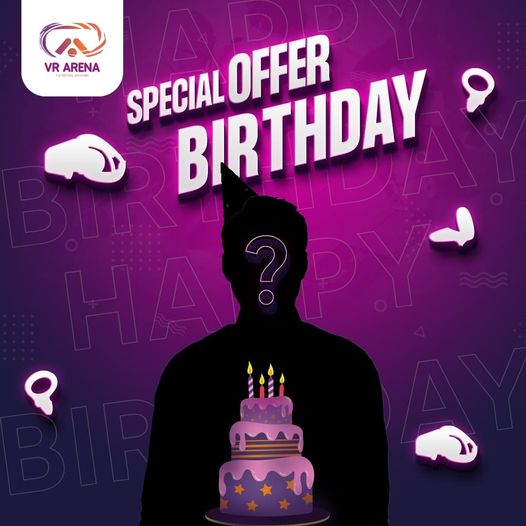 VR ARENA
HAPPY
SPECIAL OFFER
BIRTHDAY
BIRTHDAY
HAPPY
?
BIRTHDAY